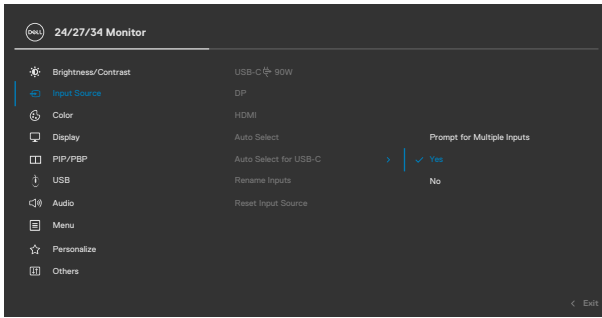 DELL 24/27/34 Monitor
Brightness/Contrast USB-C 90W
Input Source DP
Color HDMI
Display Auto Select Prompt for Multiple Inputs
PIP/PBP Auto Select for USB-C > ✓ Yes
USB Rename Inputs No
Audio Reset Input Source
Menu
Personalize
Others
< Exit